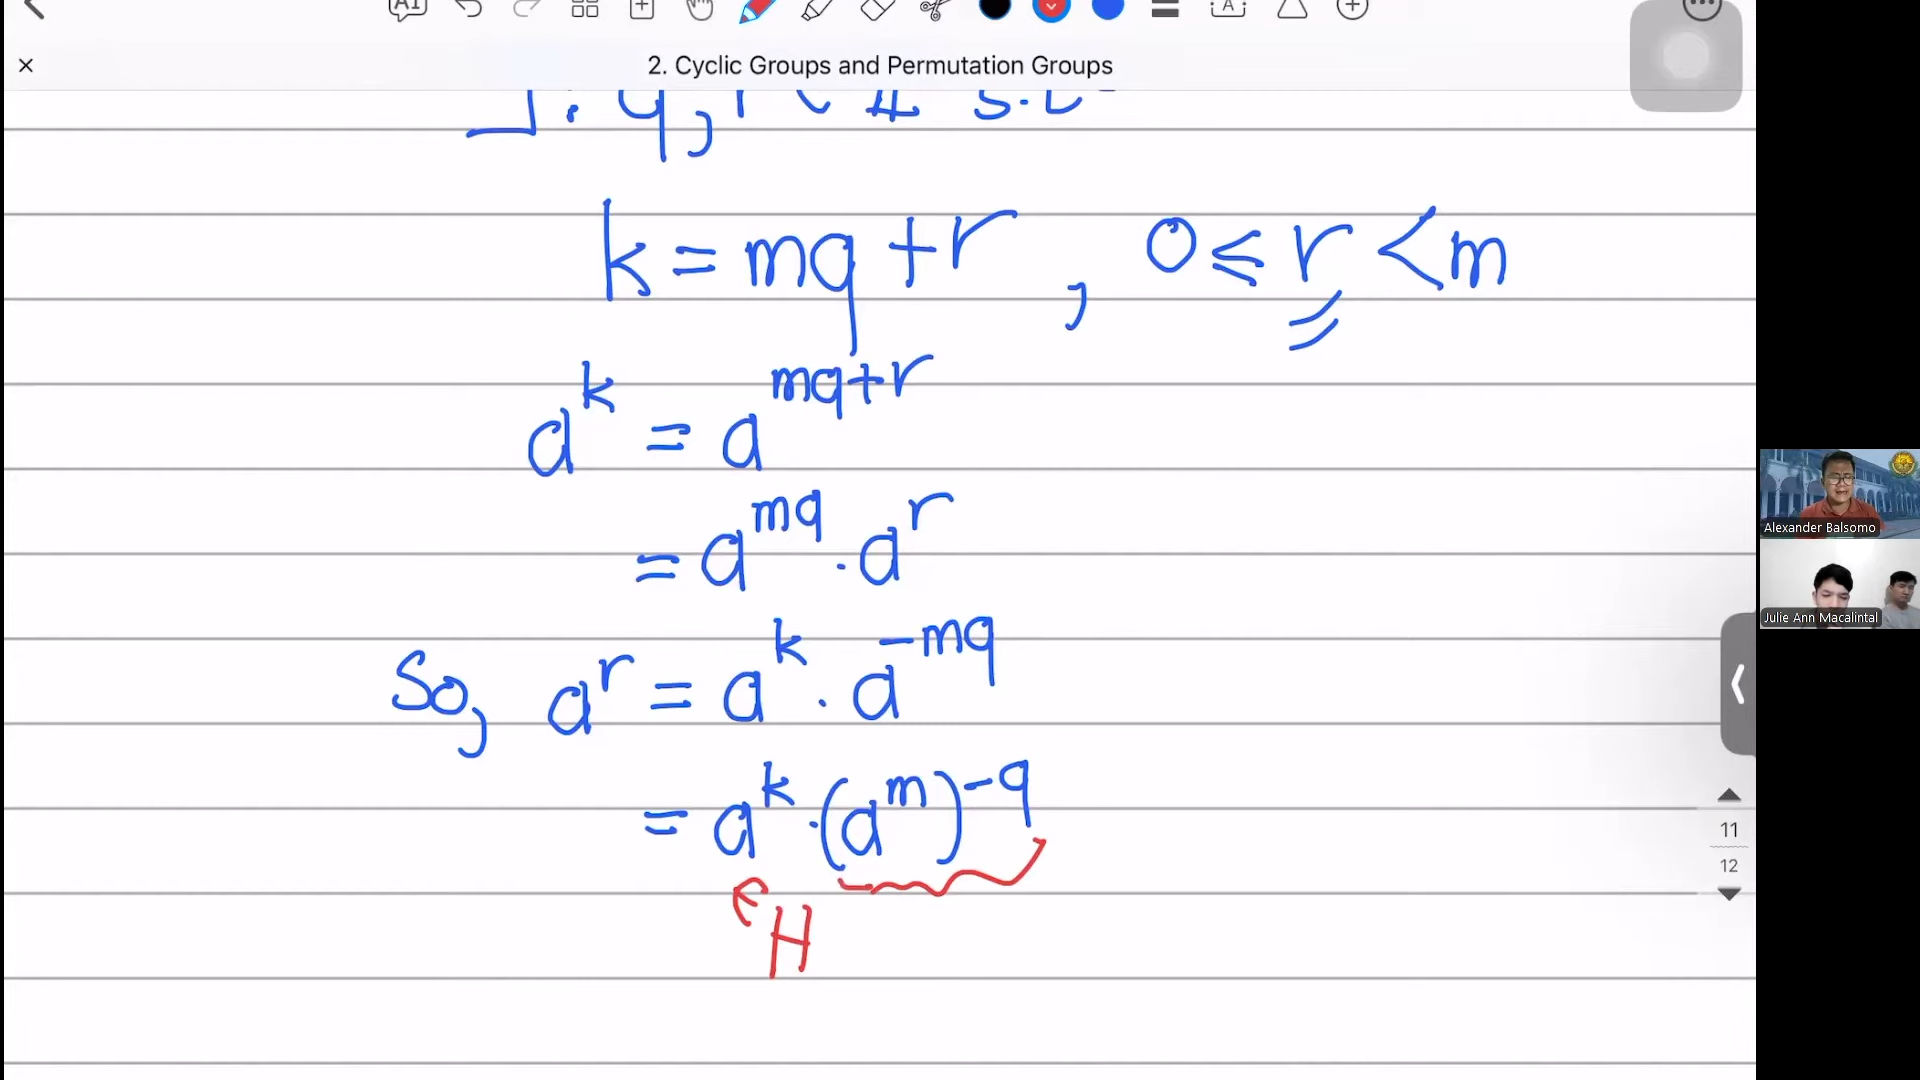 2. Cyclic Groups and Permutation Groups
k = mq + r , 0 ≤ r < m
a^k = a^{mq+r}
= a^{mq} · a^r
So, a^r = a^k · a^{-mq}
= a^k · (a^m)^{-q}
H
11
12
Alexander Balsomo
Julie Ann Macalintal